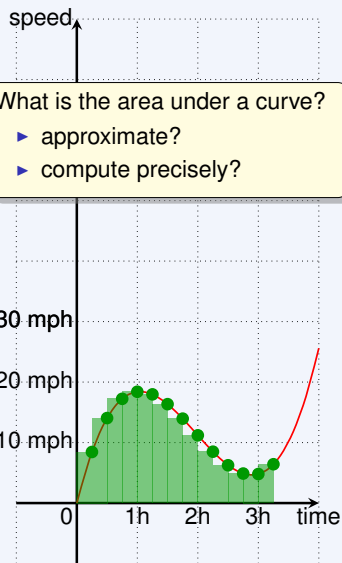 speed
What is the area under a curve?
approximate?
compute precisely?
30 mph
20 mph
10 mph
0 1h 2h 3h time